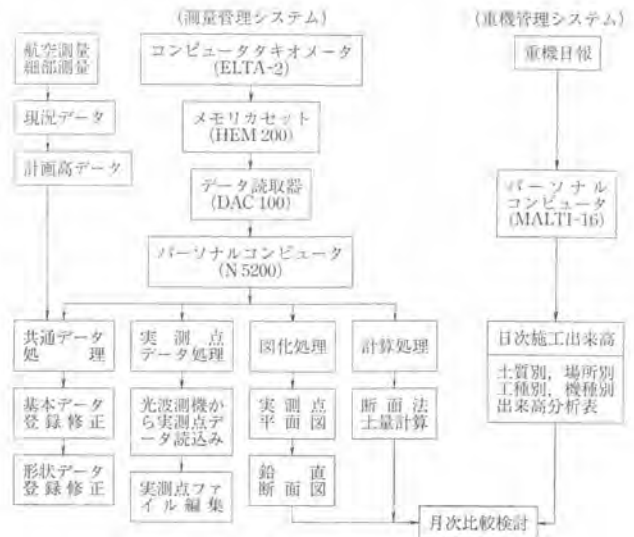 (測量管理システム)
(重機管理システム)
航空測量
細部測量
現況データ
計画高データ
コンピュータタキオメータ
(ELTA-2)
メモリカセット
(HEM 200)
データ読取器
(DAC 100)
パーソナルコンピュータ
(N 5200)
共通データ
処理
基本データ
登録修正
形状データ
登録修正
実測点
データ処理
光波測機か
ら実測点デ
ータ読込み
実測点ファ
イル編集
図化処理
実測点
平面図
鉛直
断面図
計算処理
断面法
土量計算
重機日報
パーソナル
コンピュータ
(MALTI-16)
日次施工出来高
土質別，場所別
工種別，機種別
出来高分析表
月次比較検討